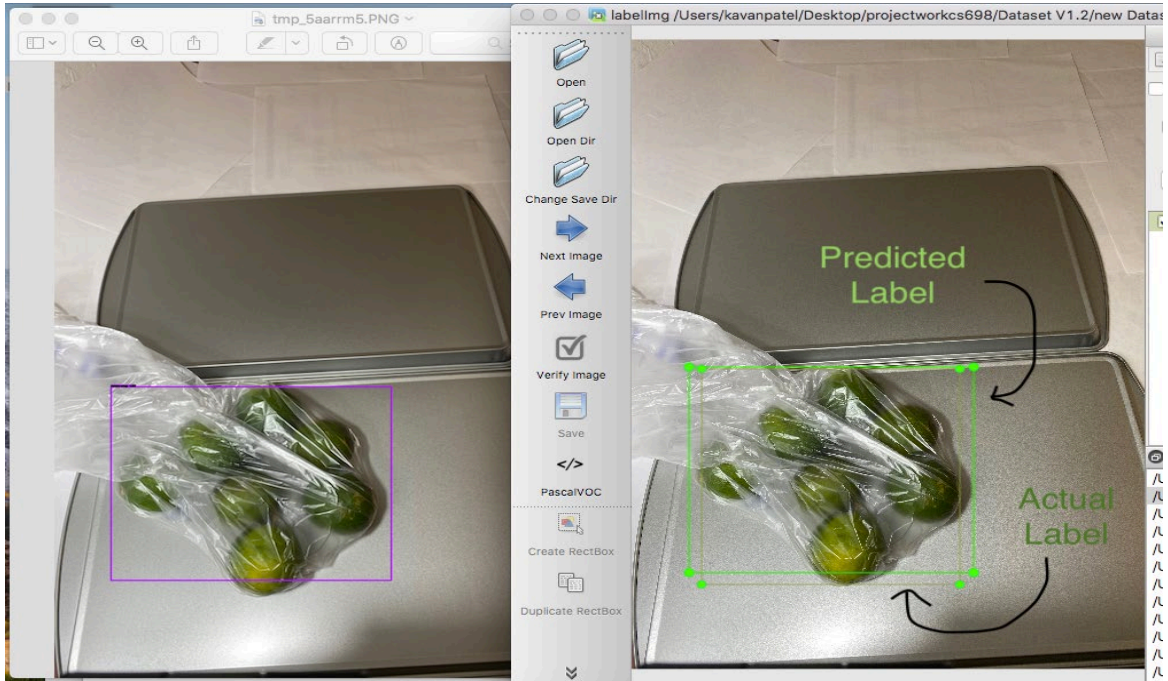 tmp_5aarrm5.PNG
labelImg /Users/kavanpatel/Desktop/projectworkcs698/Dataset V1.2/new Datas
Open
Open Dir
Change Save Dir
Next Image
Prev Image
Verify Image
Save
</>
PascalVOC
Create RectBox
Duplicate RectBox
Predicted
Label
Actual
Label
/U
/U
/U
/U
/U
/U
/U
/U
/U
/U
/U